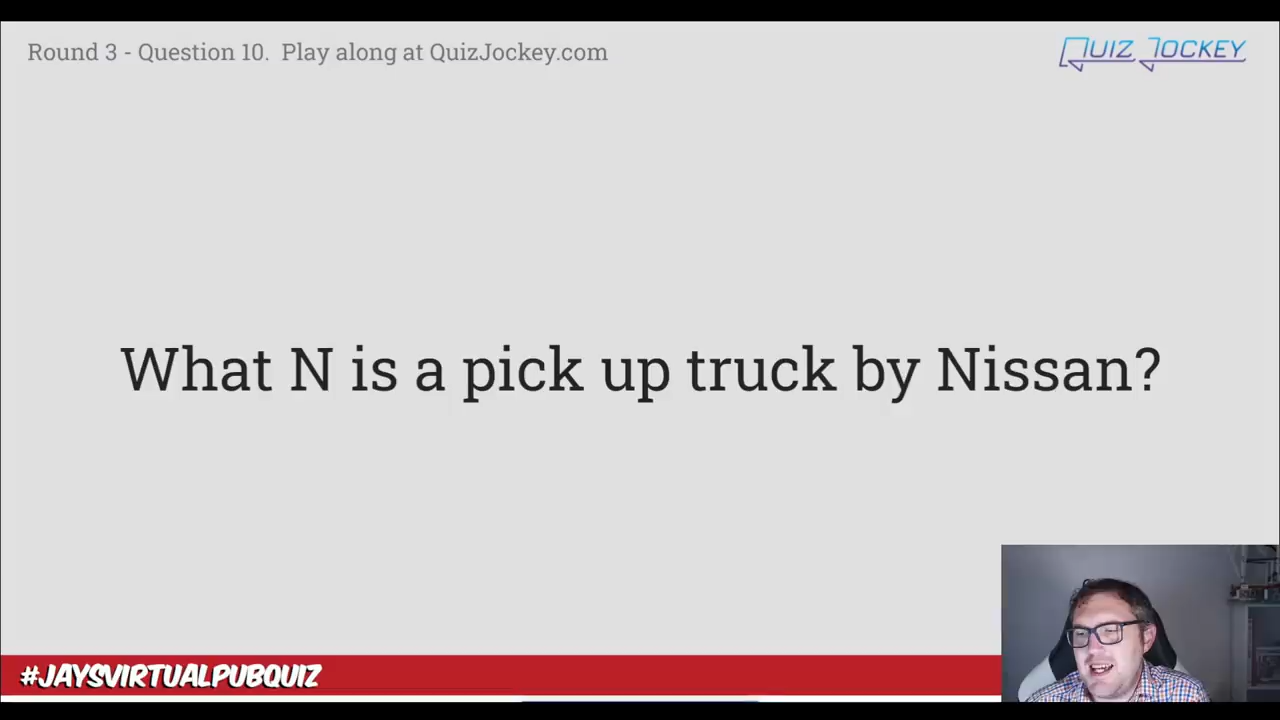 Round 3 - Question 10.  Play along at QuizJockey.com
QUIZ JOCKEY
What N is a pick up truck by Nissan?
#JAYSVIRTUALPUBQUIZ